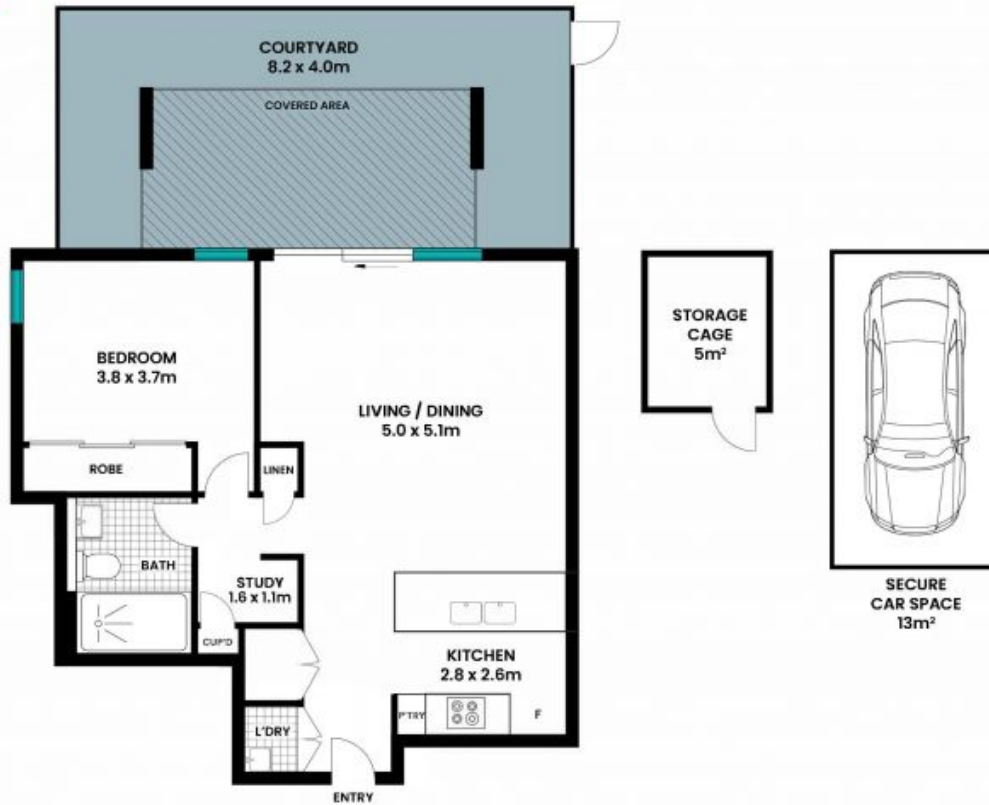 COURTYARD
8.2 x 4.0m
COVERED AREA
BEDROOM
3.8 x 3.7m
LIVING / DINING
5.0 x 5.1m
STORAGE
CAGE
5m²
ROBE
LINEN
BATH
STUDY
1.6 x 1.1m
CUP'D
KITCHEN
2.8 x 2.6m
P'TRY
F
L'DRY
ENTRY
SECURE
CAR SPACE
13m²